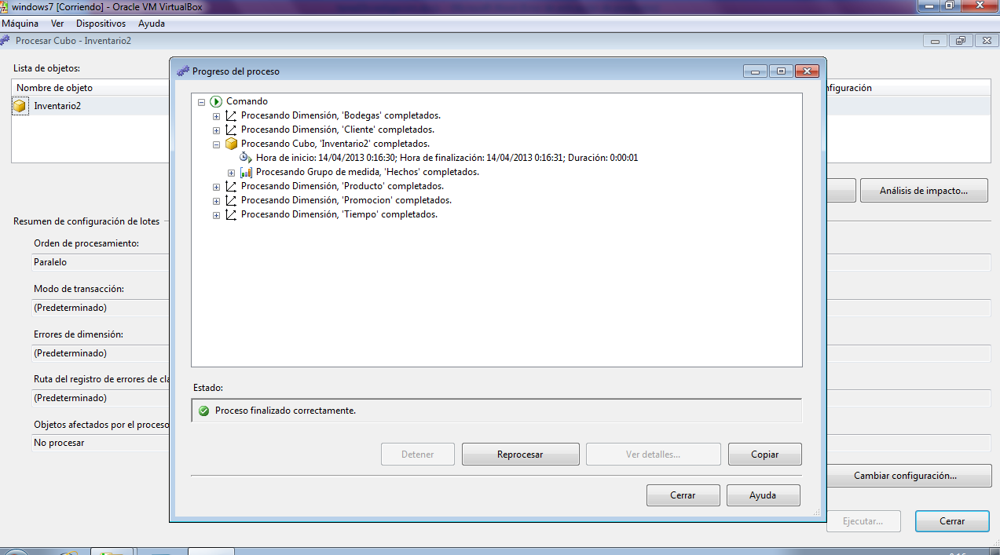 windows7 [Corriendo] - Oracle VM VirtualBox
Máquina Ver Dispositivos Ayuda
Procesar Cubo - Inventario2
Lista de objetos:
Nombre de objeto
Inventario2
Progreso del proceso
Comando
Procesando Dimensión, 'Bodegas' completados.
Procesando Dimensión, 'Cliente' completados.
Procesando Cubo, 'Inventario2' completados.
Hora de inicio: 14/04/2013 0:16:30; Hora de finalización: 14/04/2013 0:16:31; Duración: 0:00:01
Procesando Grupo de medida, 'Hechos' completados.
Procesando Dimensión, 'Producto' completados.
Procesando Dimensión, 'Promocion' completados.
Procesando Dimensión, 'Tiempo' completados.
Estado:
Proceso finalizado correctamente.
Detener Reprocesar Ver detalles... Copiar
Cerrar Ayuda
nfiguración
Análisis de impacto...
Resumen de configuración de lotes
Orden de procesamiento:
Paralelo
Modo de transacción:
(Predeterminado)
Errores de dimensión:
(Predeterminado)
Ruta del registro de errores de cla
(Predeterminado)
Objetos afectados por el proceso
No procesar
Cambiar configuración...
Ejecutar... Cerrar